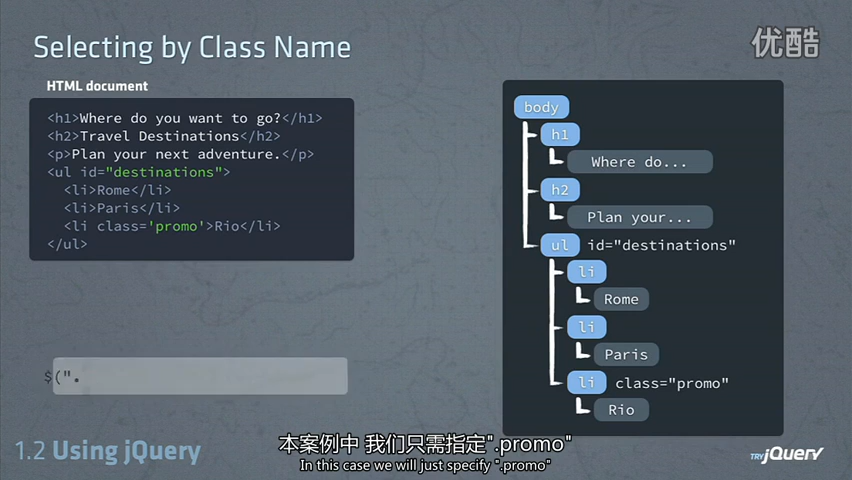 Selecting by Class Name
优酷
HTML document
<h1>Where do you want to go?</h1>
<h2>Travel Destinations</h2>
<p>Plan your next adventure.</p>
<ul id="destinations">
<li>Rome</li>
<li>Paris</li>
<li class='promo'>Rio</li>
</ul>
body
h1
Where do...
h2
Plan your...
ul id="destinations"
li
Rome
li
Paris
li class="promo"
Rio
$(".
本案例中 我们只需指定".promo"
In this case we will just specify ".promo"
1.2 Using jQuery
TRY jQUERY